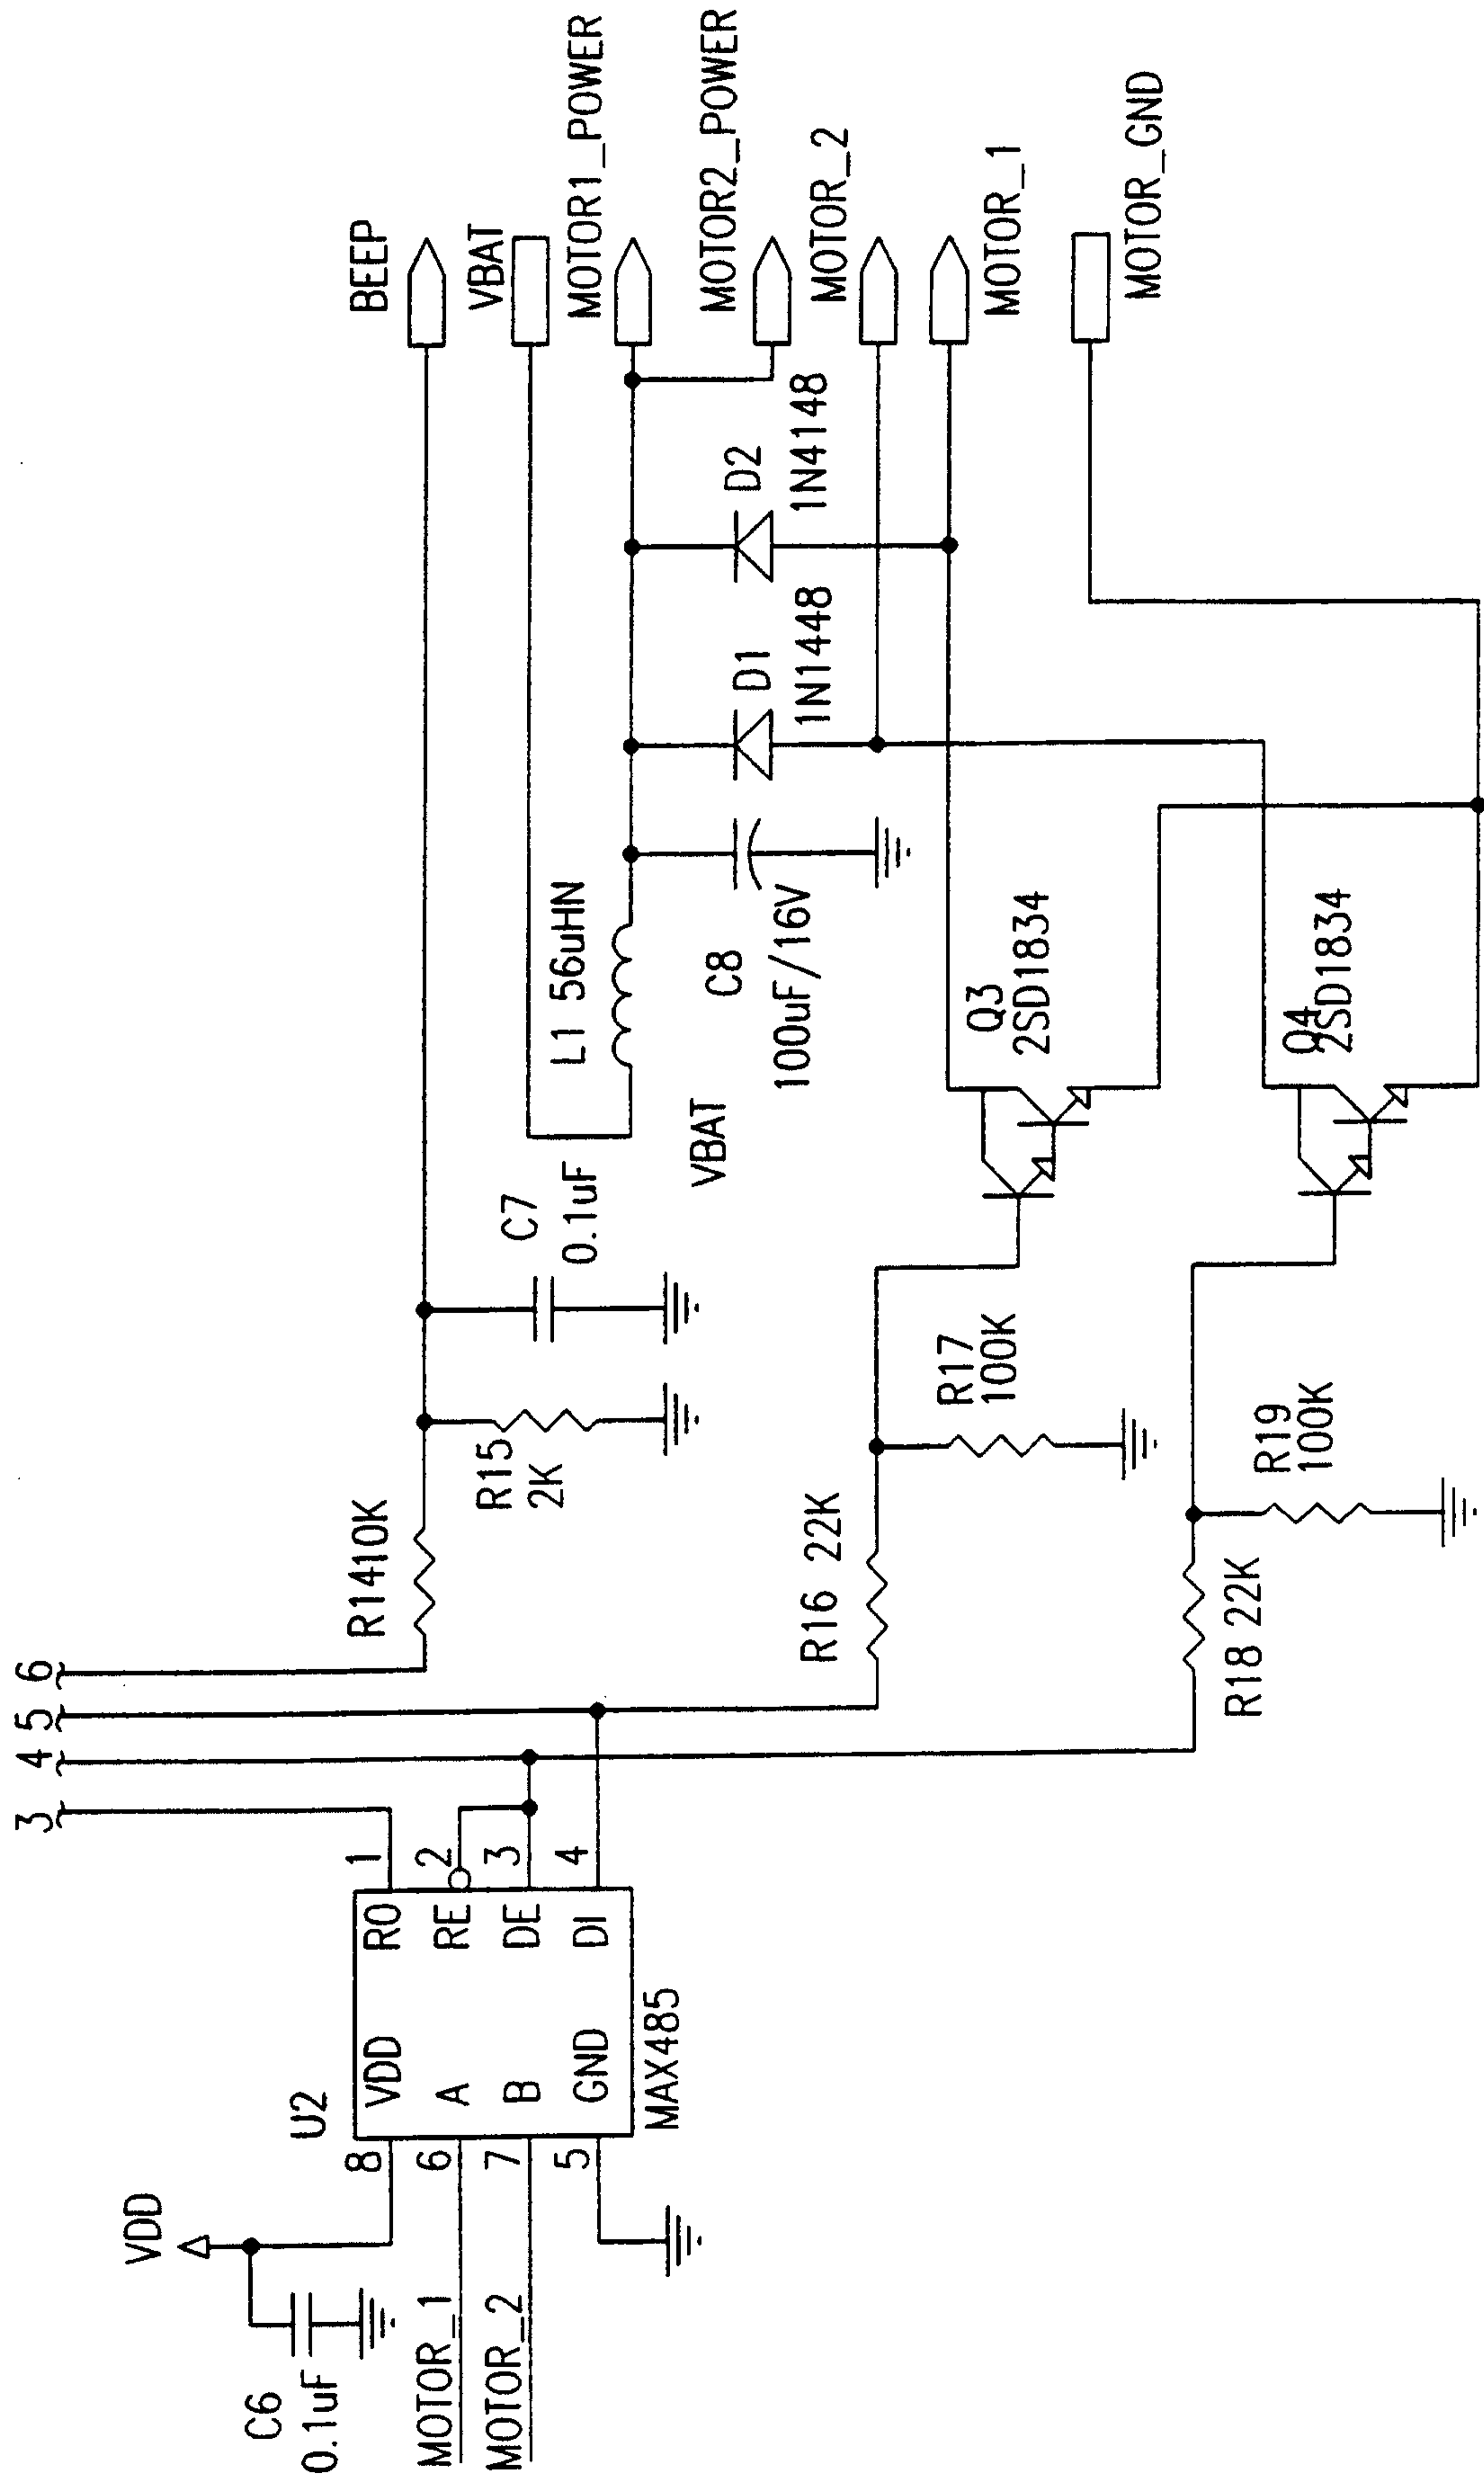 3
4
5
6
VDD
C6
0.1uF
MOTOR_1
MOTOR_2
U2
8
6
7
5
VDD
A
B
GND
RO
RE
DE
DI
1
2
3
4
MAX485
R14 10K
R15
2K
C7
0.1uF
BEEP
VBAT
MOTOR1_POWER
MOTOR2_POWER
MOTOR_2
MOTOR_1
MOTOR_GND
L1 56uHN
VBAT
C8
100uF/16V
D1
1N1448
D2
1N4148
R16 22K
R17
100K
Q3
2SD1834
R18 22K
R19
100K
Q4
2SD1834